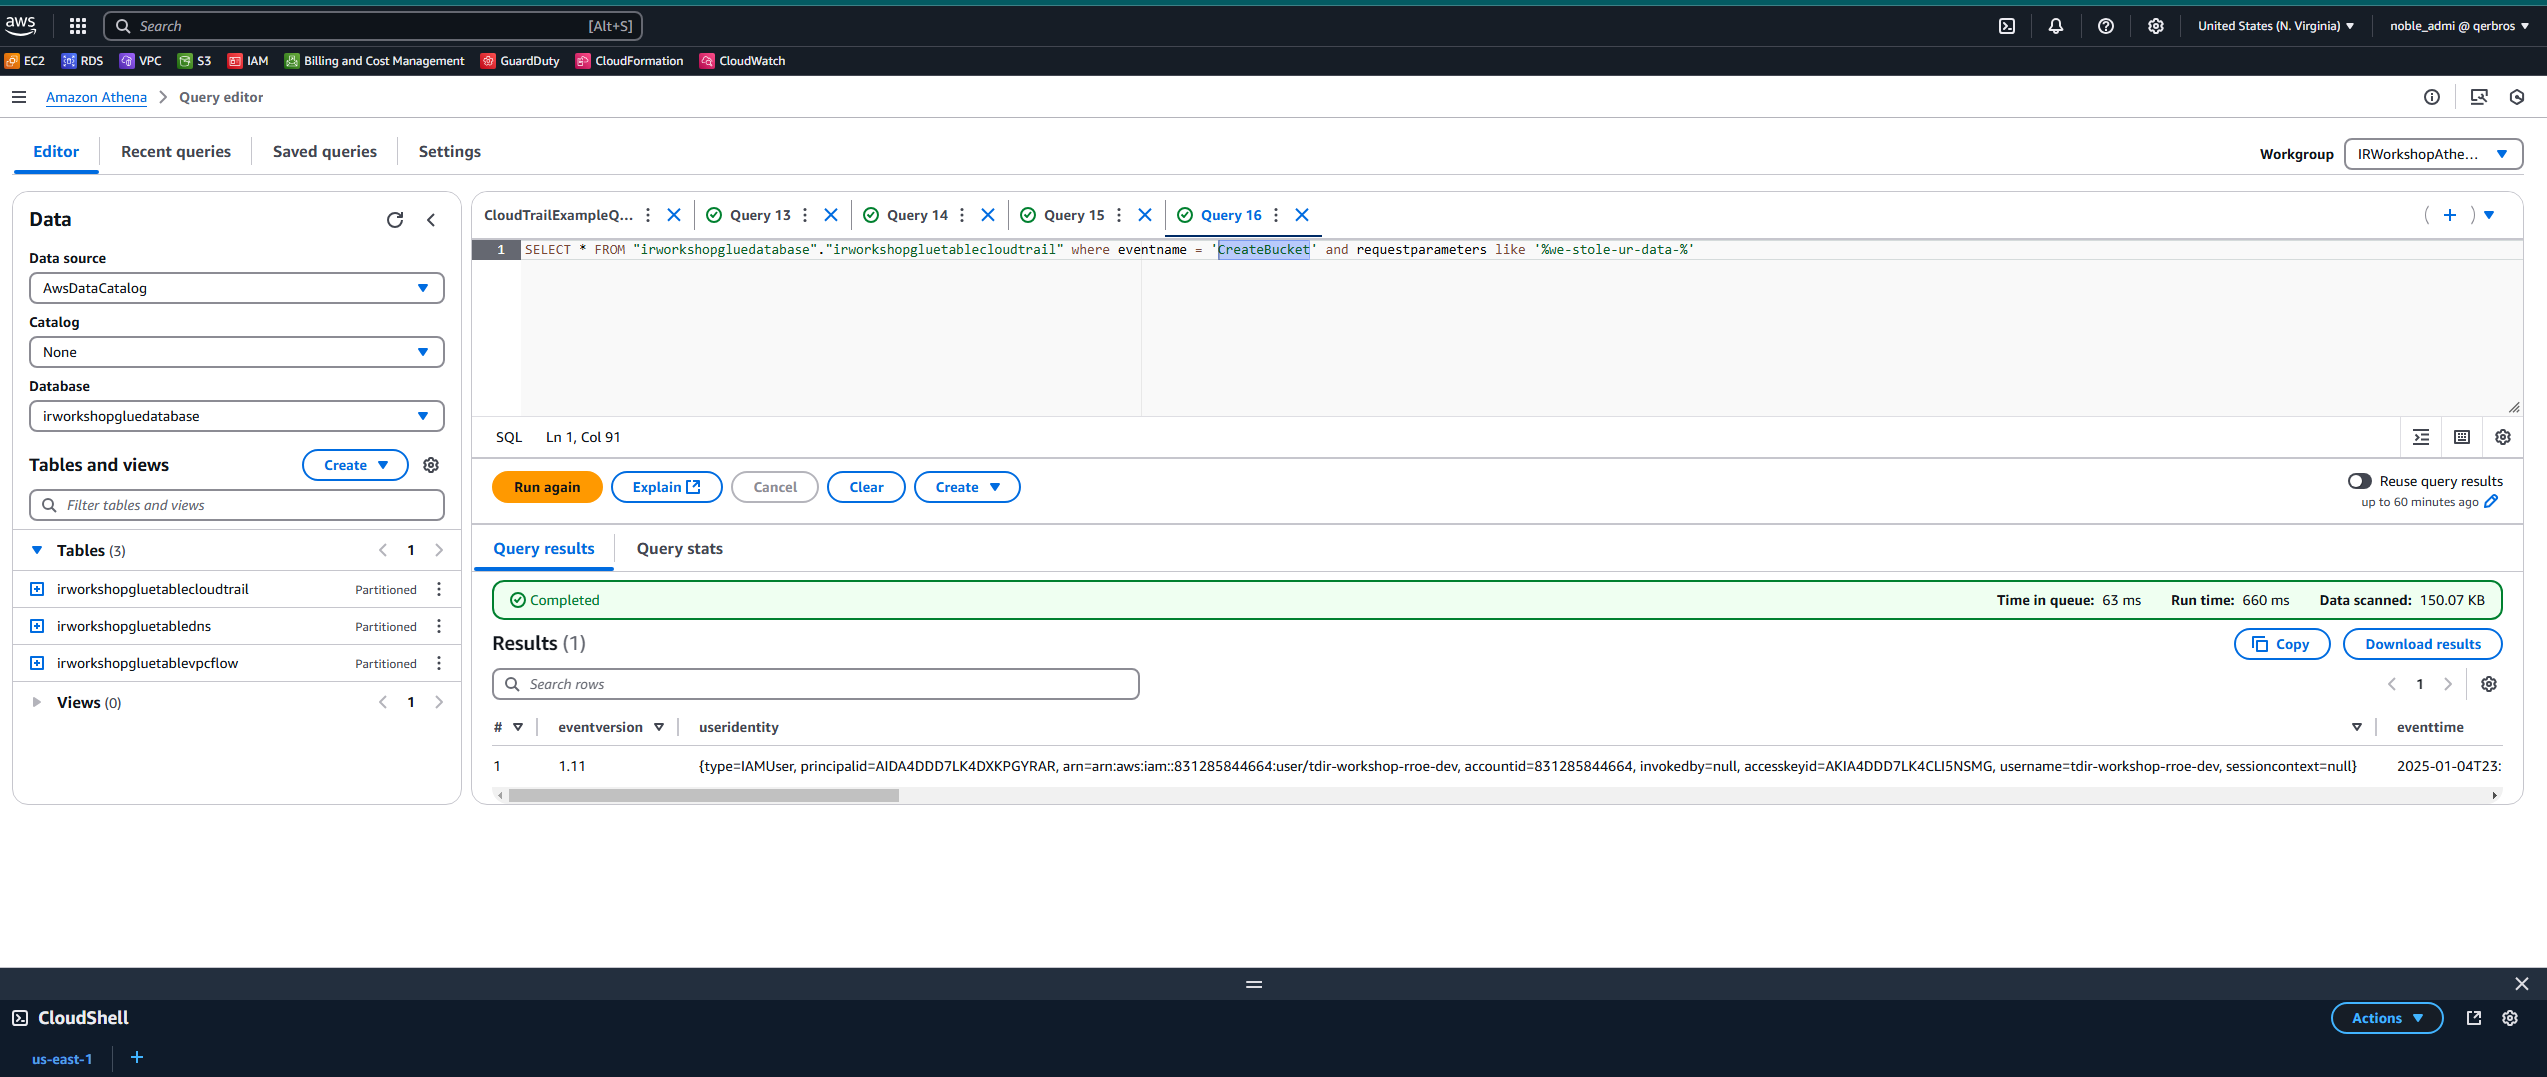 aws
Search [Alt+S]
United States (N. Virginia)
noble_admi @ qerbros
EC2 RDS VPC S3 IAM Billing and Cost Management GuardDuty CloudFormation CloudWatch
Amazon Athena Query editor
Editor Recent queries Saved queries Settings
Workgroup IRWorkshopAthe...
Data
Data source
AwsDataCatalog
Catalog
None
Database
irworkshopgluedatabase
Tables and views Create
Filter tables and views
Tables (3) 1
irworkshopgluetablecloudtrail Partitioned
irworkshopgluetabledns Partitioned
irworkshopgluetablevpcflow Partitioned
Views (0) 1
CloudTrailExampleQ... Query 13 Query 14 Query 15 Query 16
1 SELECT * FROM "irworkshopgluedatabase"."irworkshopgluetablecloudtrail" where eventname = 'CreateBucket' and requestparameters like '%we-stole-ur-data-%'
SQL Ln 1, Col 91
Run again Explain Cancel Clear Create
Reuse query results
up to 60 minutes ago
Query results Query stats
Completed Time in queue: 63 ms Run time: 660 ms Data scanned: 150.07 KB
Results (1)
Copy Download results
Search rows
1
# eventversion useridentity eventtime
1 1.11 {type=IAMUser, principalid=AIDA4DDD7LK4DXKPGYRAR, arn=arn:aws:iam::831285844664:user/tdir-workshop-rroe-dev, accountid=831285844664, invokedby=null, accesskeyid=AKIA4DDD7LK4CLI5NSMG, username=tdir-workshop-rroe-dev, sessioncontext=null} 2025-01-04T23:
CloudShell
Actions
us-east-1